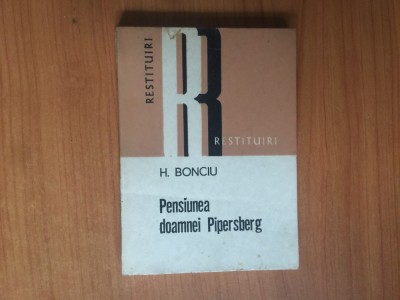 RESTITUIRI
R
RESTITUIRI
H. BONCIU
Pensiunea
doamnei Pipersberg